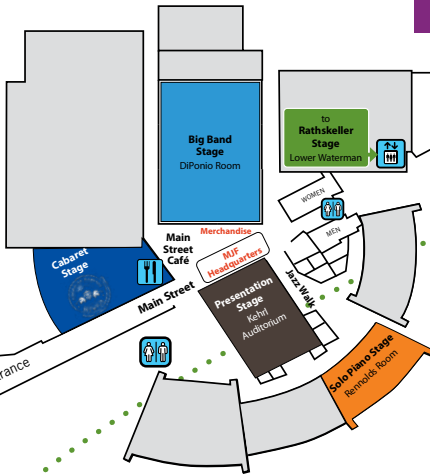 to
Rathskeller
Stage
Lower Waterman
Big Band
Stage
DiPonio Room
WOMEN
MEN
Merchandise
Main
Street
Café
MJF
Headquarters
Cabaret
Stage
Main Street
Jazz Walk
Presentation
Stage
Kehrl
Auditorium
Solo Piano Stage
Rennolds Room
rance